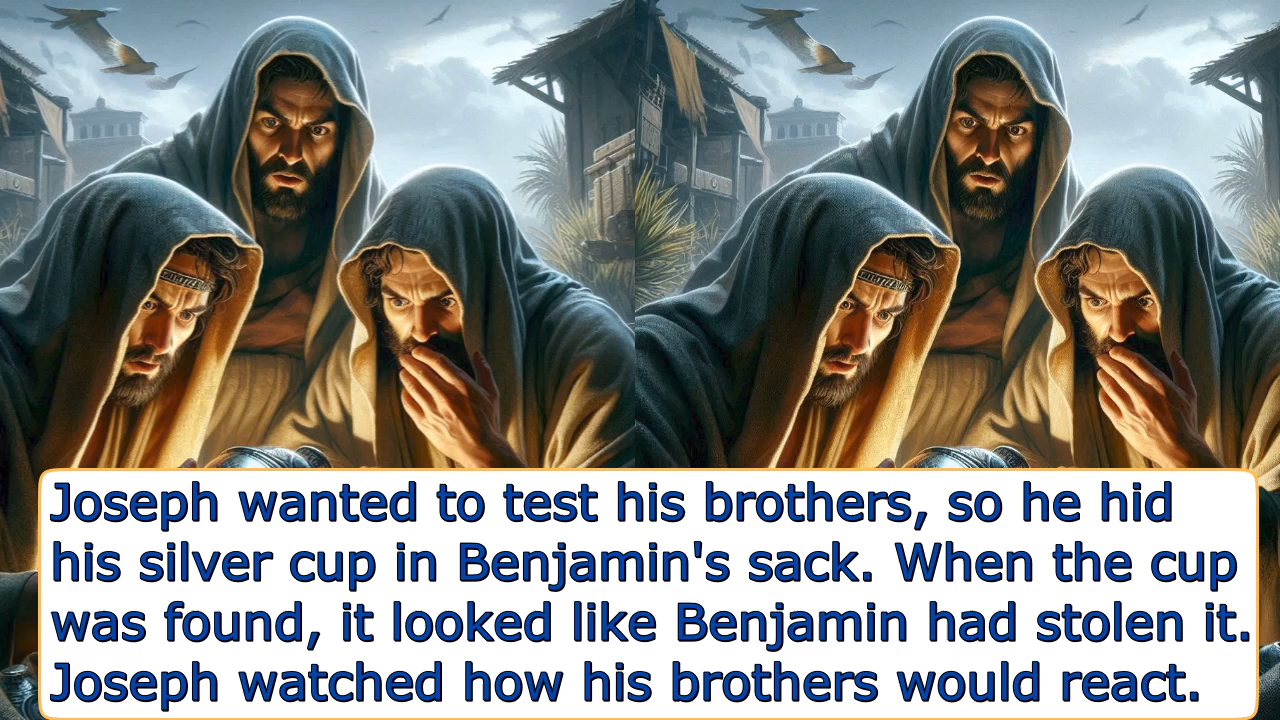 Joseph wanted to test his brothers, so he hid
his silver cup in Benjamin's sack. When the cup
was found, it looked like Benjamin had stolen it.
Joseph watched how his brothers would react.